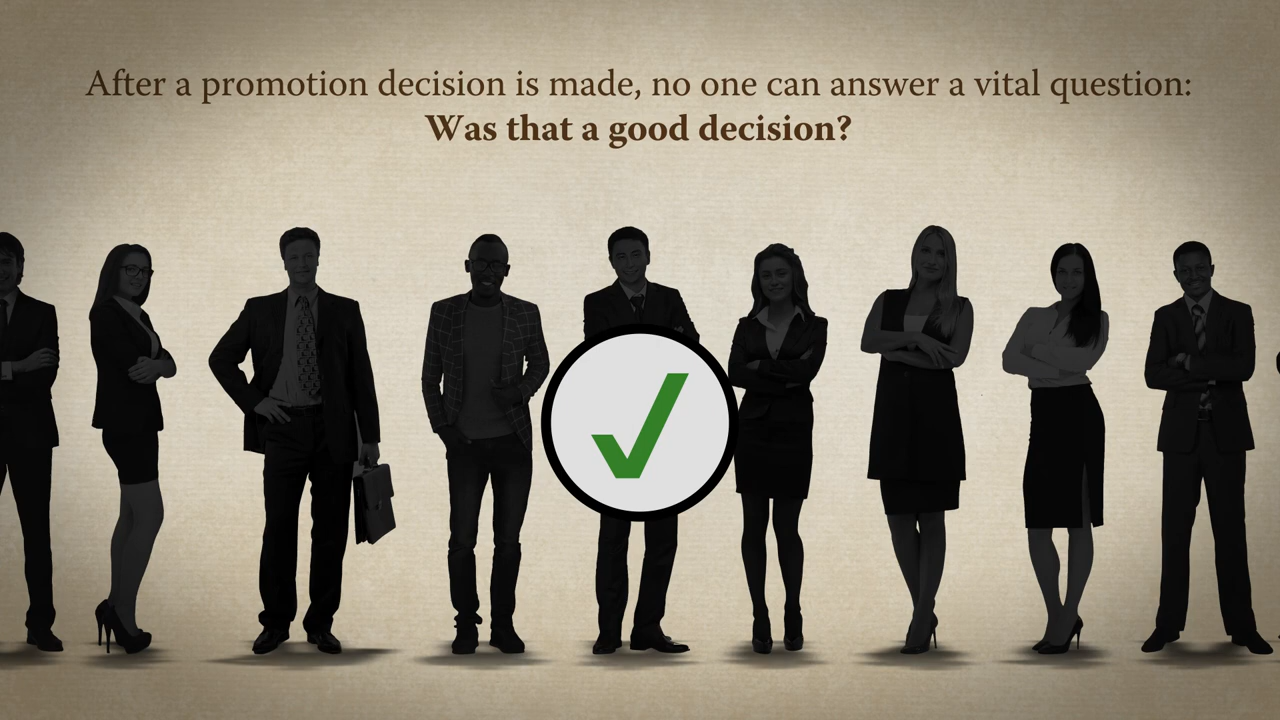 After a promotion decision is made, no one can answer a vital question:
Was that a good decision?